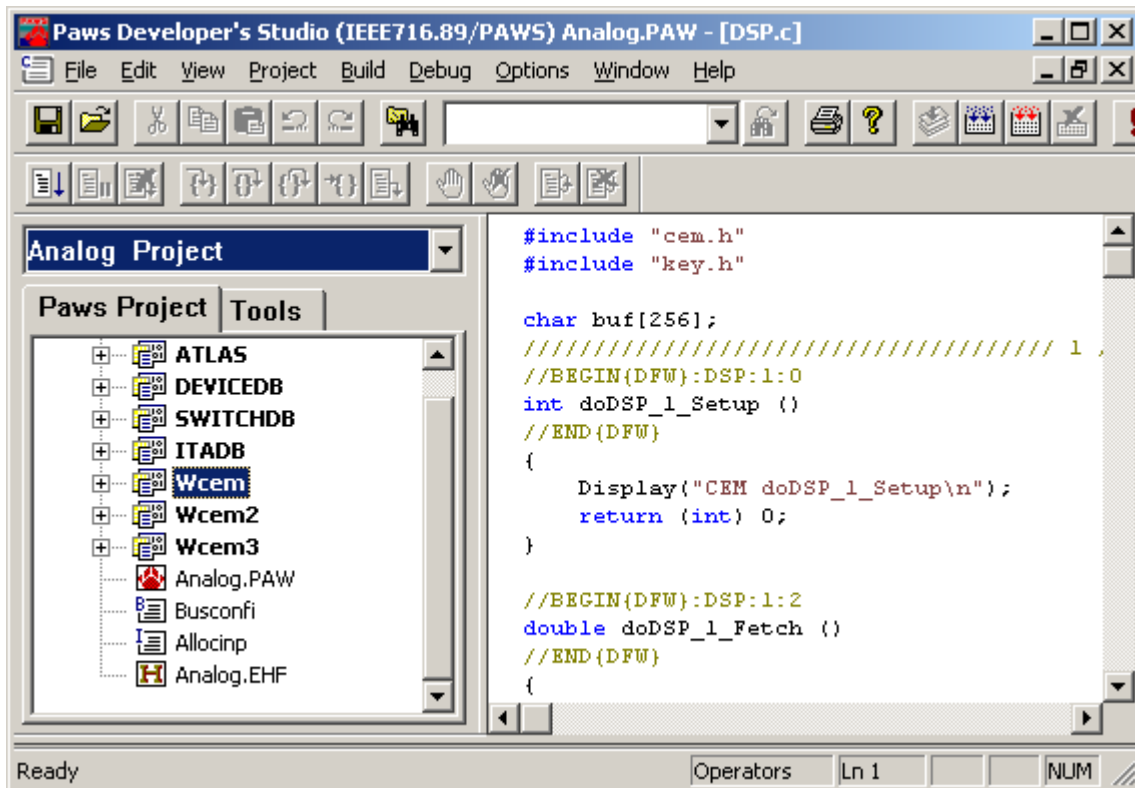 Paws Developer's Studio (IEEE716.89/PAWS) Analog.PAW - [DSP.c]
File Edit View Project Build Debug Options Window Help
Analog Project
Paws Project Tools
ATLAS
DEVICEDB
SWITCHDB
ITADB
Wcem
Wcem2
Wcem3
Analog.PAW
Busconfi
Allocinp
Analog.EHF
#include "cem.h"
#include "key.h"
char buf[256];
////////////////////////////////////// 1 /
//BEGIN{DFW}:DSP:1:0
int doDSP_1_Setup ()
//END{DFW}
{
    Display("CEM doDSP_1_Setup\n");
    return (int) 0;
}
//BEGIN{DFW}:DSP:1:2
double doDSP_1_Fetch ()
//END{DFW}
{
Ready Operators Ln 1 NUM